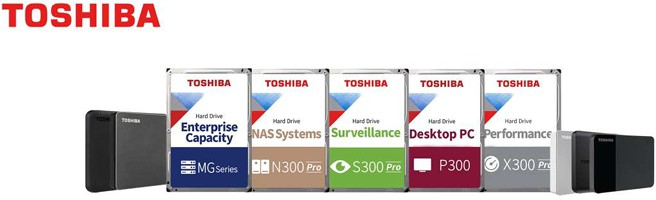 TOSHIBA
TOSHIBA
TOSHIBA
Hard Drive
Enterprise
Capacity
MG Series
TOSHIBA
Hard Drive
NAS Systems
N300 Pro
TOSHIBA
Hard Drive
Surveillance
S300 Pro
TOSHIBA
Hard Drive
Desktop PC
P300
TOSHIBA
Hard Drive
Performance
X300 Pro
TOSHIBA